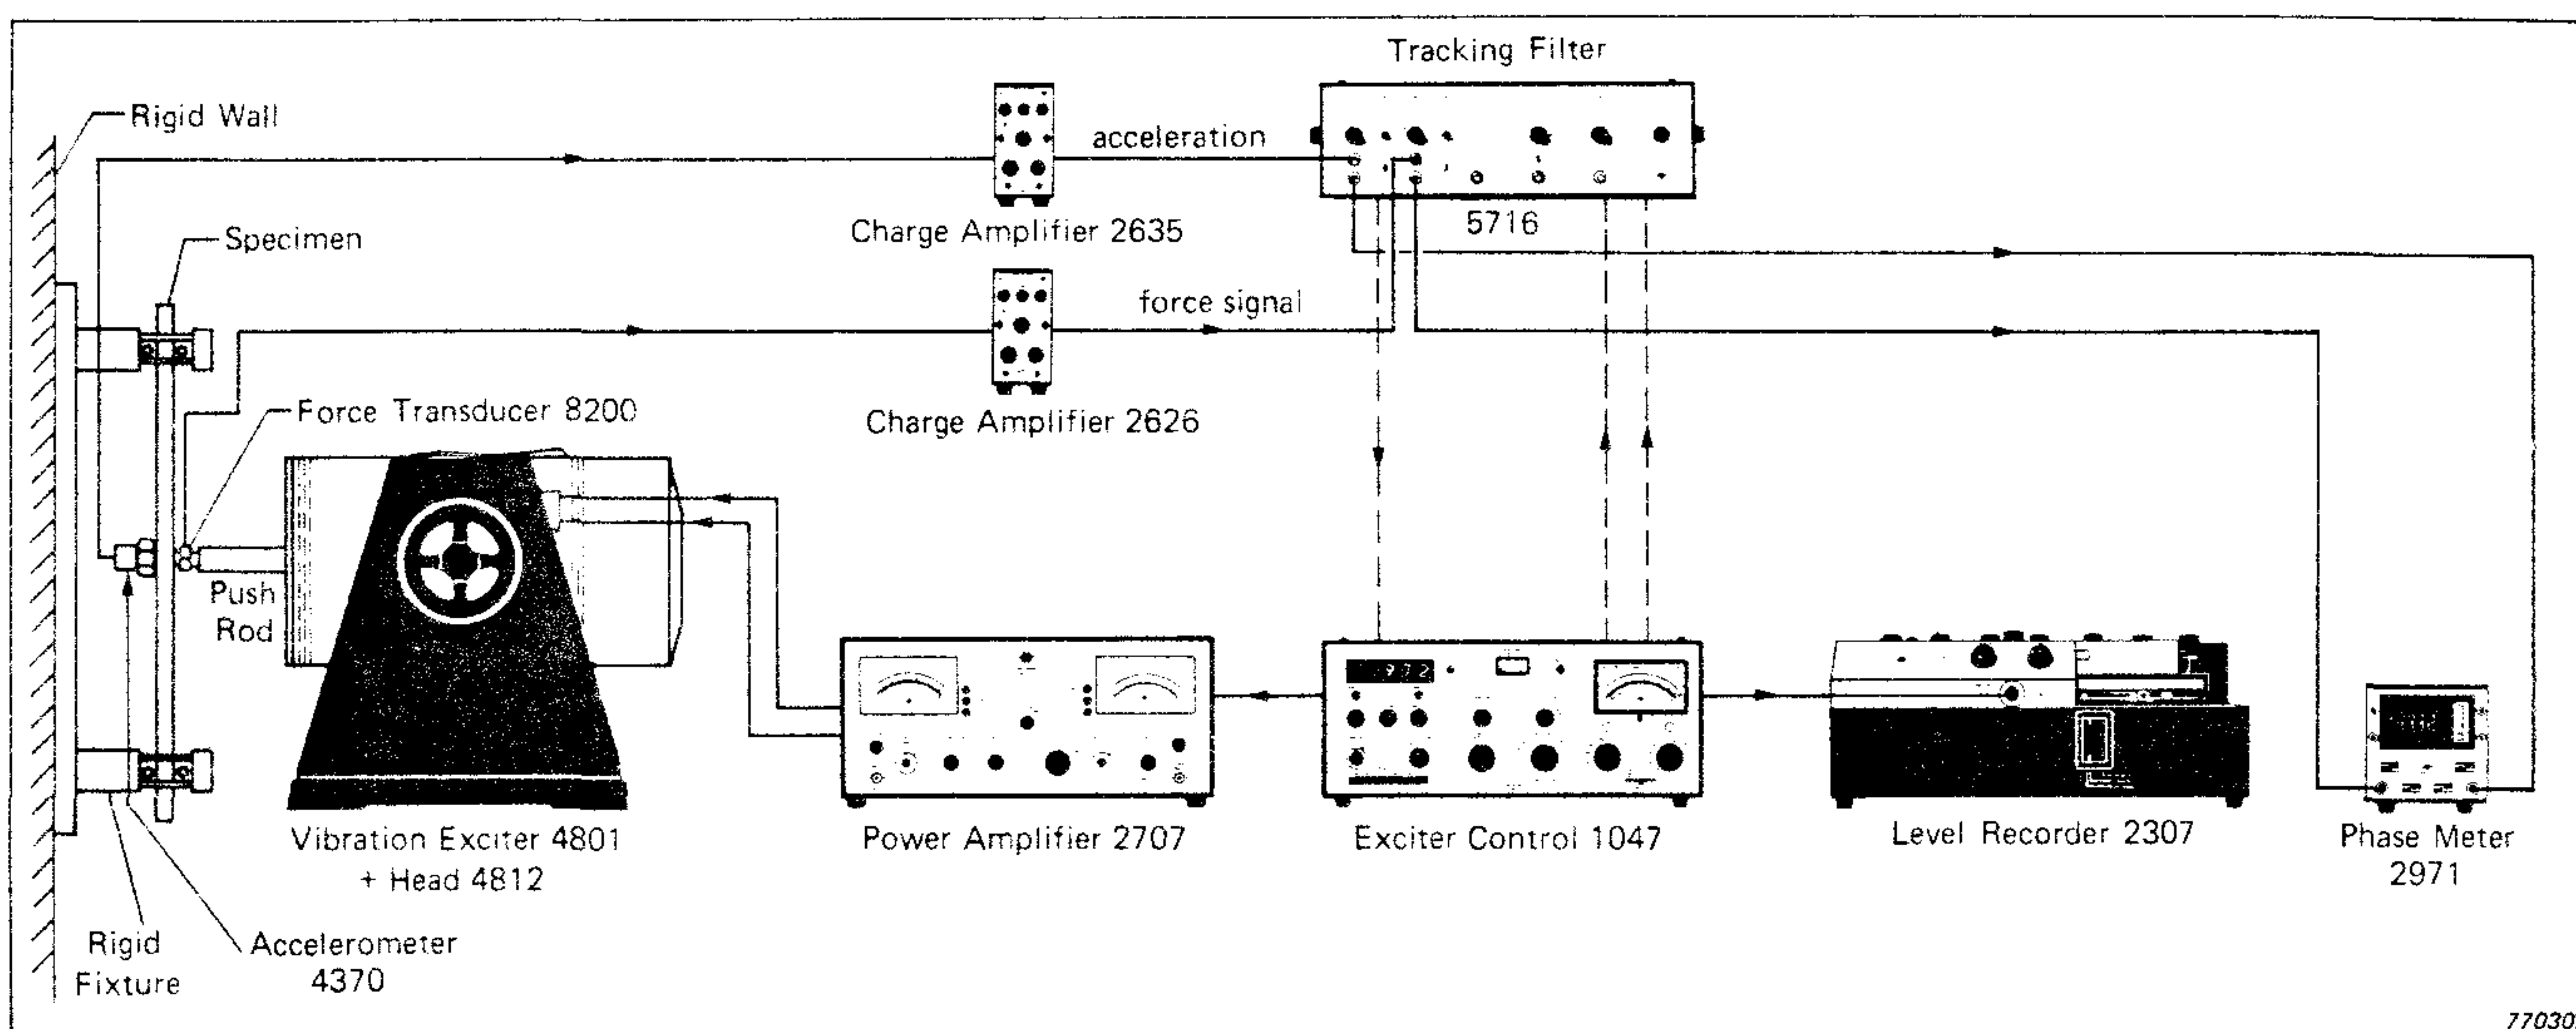 Tracking Filter
Rigid Wall
acceleration
Charge Amplifier 2635
5716
Specimen
force signal
Charge Amplifier 2626
Force Transducer 8200
Push
Rod
Vibration Exciter 4801
+ Head 4812
Power Amplifier 2707
Exciter Control 1047
Level Recorder 2307
Phase Meter
2971
Rigid
Fixture
Accelerometer
4370
77030